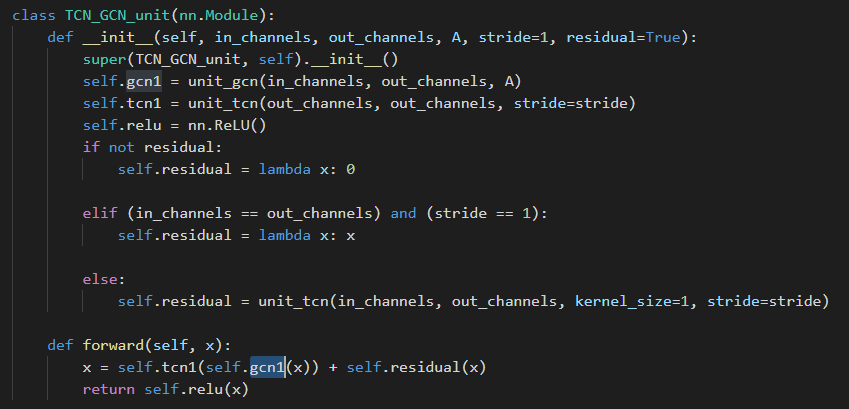 class TCN_GCN_unit(nn.Module):
    def __init__(self, in_channels, out_channels, A, stride=1, residual=True):
        super(TCN_GCN_unit, self).__init__()
        self.gcn1 = unit_gcn(in_channels, out_channels, A)
        self.tcn1 = unit_tcn(out_channels, out_channels, stride=stride)
        self.relu = nn.ReLU()
        if not residual:
            self.residual = lambda x: 0
        elif (in_channels == out_channels) and (stride == 1):
            self.residual = lambda x: x
        else:
            self.residual = unit_tcn(in_channels, out_channels, kernel_size=1, stride=stride)
    def forward(self, x):
        x = self.tcn1(self.gcn1(x)) + self.residual(x)
        return self.relu(x)